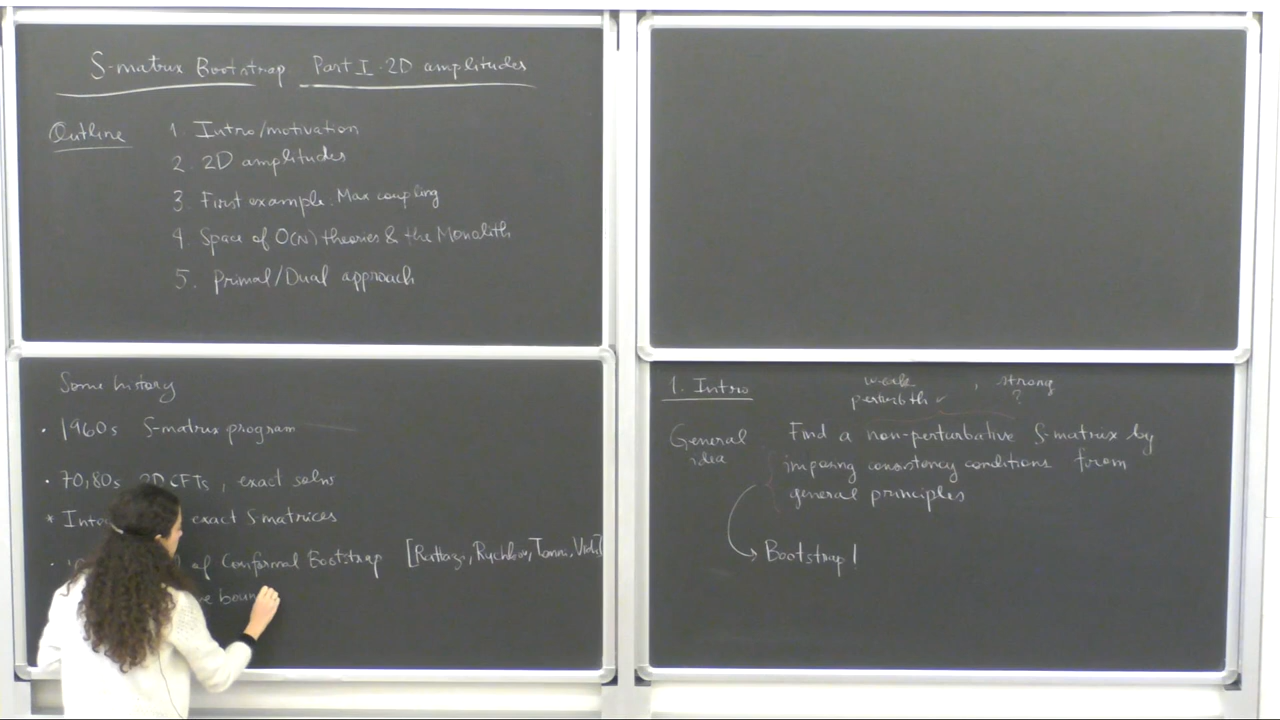 S-matrix Bootstrap Part I. 2D amplitudes
Outline
1. Intro/motivation
2. 2D amplitudes
3. First example: Max coupling
4. Space of O(N) theories & the Monolith
5. Primal/Dual approach
Some history
• 1960s S-matrix program
• 70,80s 2D CFTs, exact solns
* exact S matrices
of Conformal Bootstrap [Rattazzi, Rychkov, Tonni, Vichi]
1. Intro
weak, strong
perturbth ✓ ?
General idea
Find a non-perturbative S-matrix by
imposing consistency conditions from
general principles
Bootstrap!